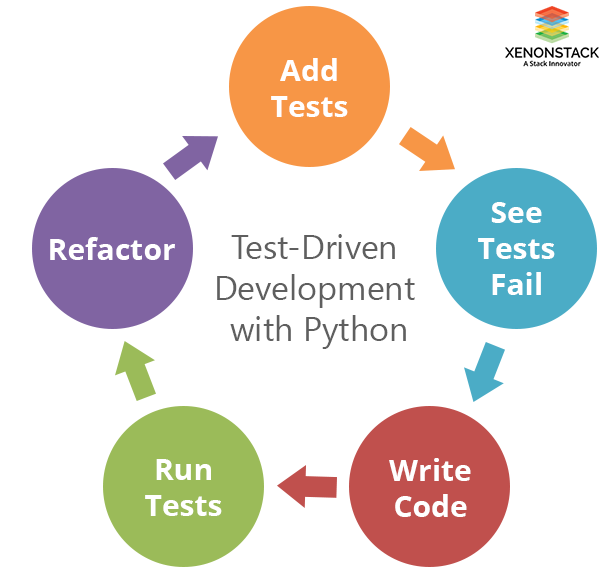 XENONSTACK
A Stack Innovator
Add
Tests
See
Tests
Fail
Write
Code
Run
Tests
Refactor
Test-Driven
Development
with Python